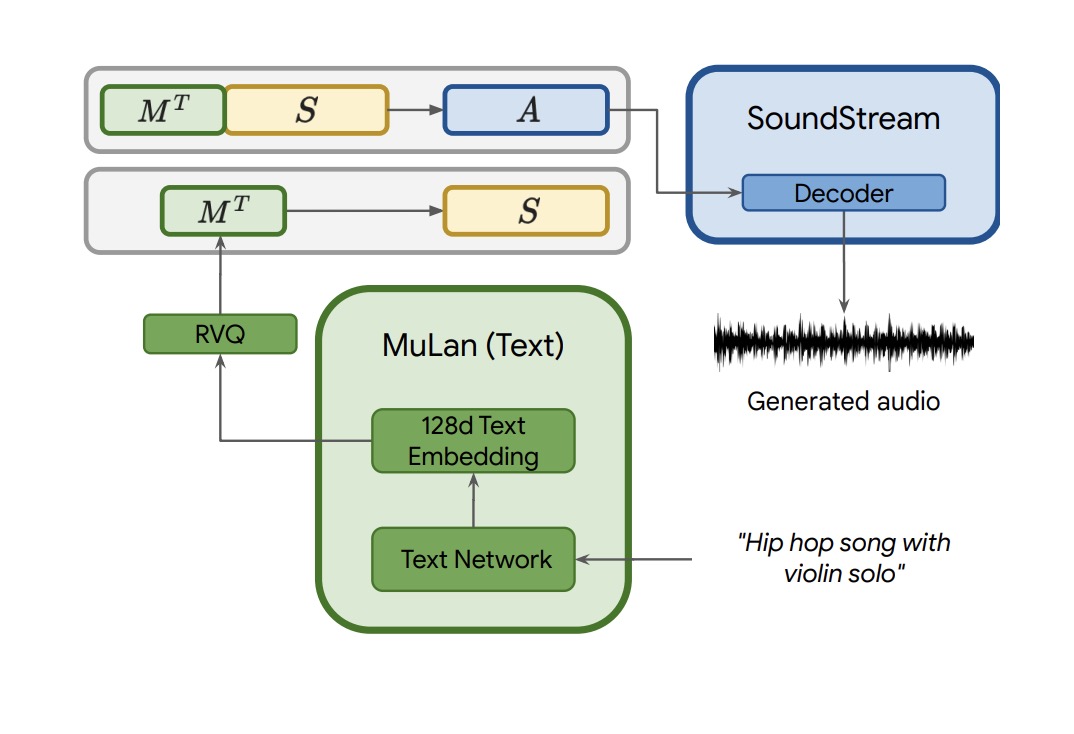 M^T S A
SoundStream
Decoder
M^T S
RVQ
MuLan (Text)
128d Text
Embedding
Text Network
Generated audio
"Hip hop song with
violin solo"